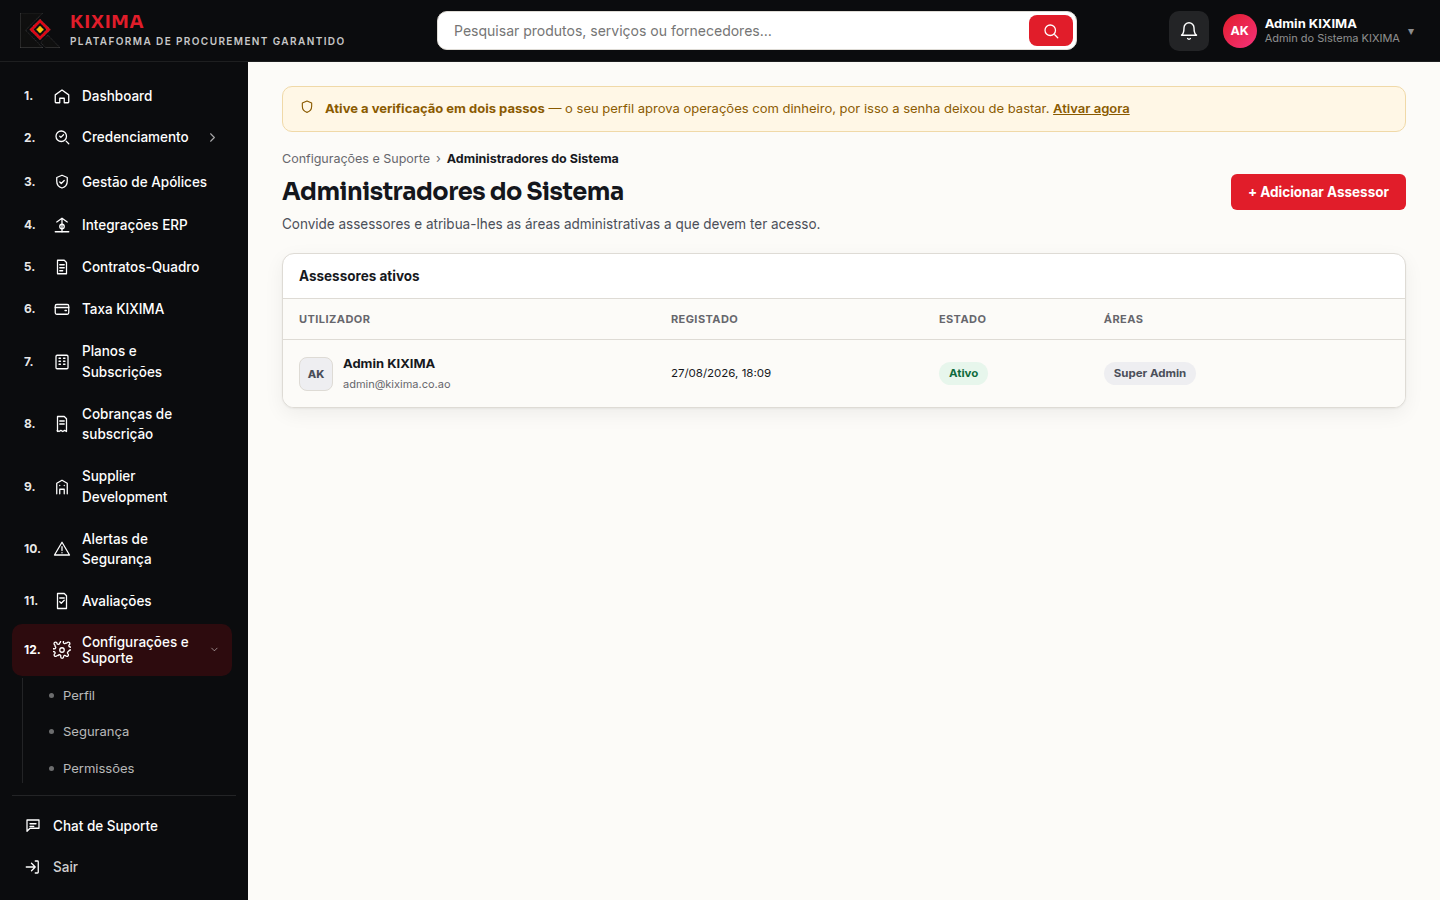 KIXIMA
PLATAFORMA DE PROCUREMENT GARANTIDO
Pesquisar produtos, serviços ou fornecedores...
AK
Admin KIXIMA
Admin do Sistema KIXIMA ▾
1. Dashboard
2. Credenciamento
3. Gestão de Apólices
4. Integrações ERP
5. Contratos-Quadro
6. Taxa KIXIMA
7. Planos e
Subscrições
8. Cobranças de
subscrição
9. Supplier
Development
10. Alertas de
Segurança
11. Avaliações
12. Configurações e
Suporte
Perfil
Segurança
Permissões
Chat de Suporte
Sair
Ative a verificação em dois passos — o seu perfil aprova operações com dinheiro, por isso a senha deixou de bastar. Ativar agora
Configurações e Suporte › Administradores do Sistema
Administradores do Sistema
+ Adicionar Assessor
Convide assessores e atribua-lhes as áreas administrativas a que devem ter acesso.
Assessores ativos
UTILIZADOR REGISTADO ESTADO ÁREAS
AK Admin KIXIMA 27/08/2026, 18:09 Ativo Super Admin
admin@kixima.co.ao